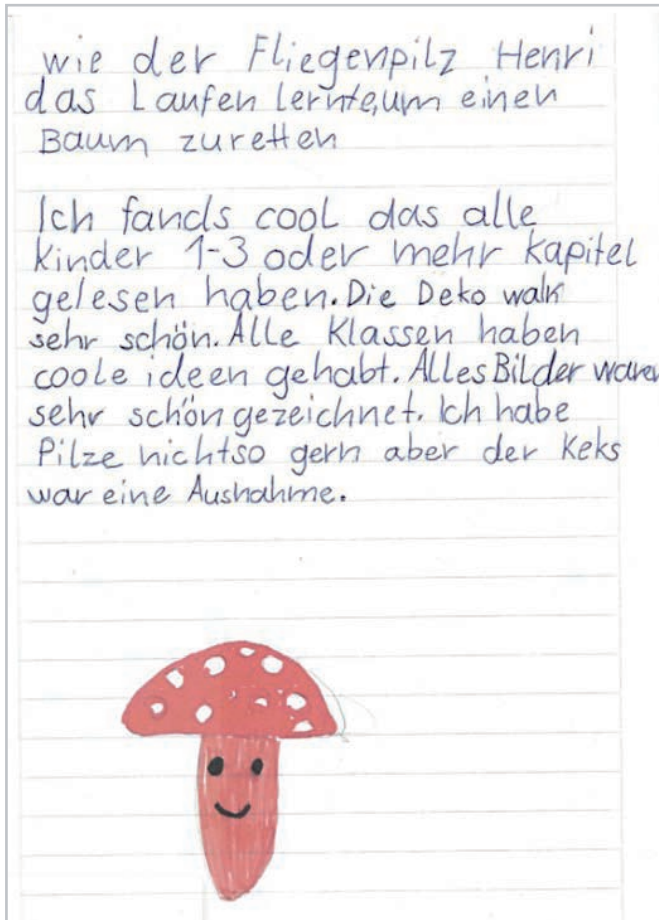 wie der Fliegenpilz Henri
das Laufen lernte,um einen
Baum zuretten
Ich fands cool das alle
kinder 1-3 oder mehr kapitel
gelesen haben. Die Deko
sehr schön. Alle Klassen haben
coole ideen gehabt. Alles Bilder waren
sehr schön gezeichnet. Ich habe
Pilze nichtso gern aber der Keks
war eine Ausnahme.